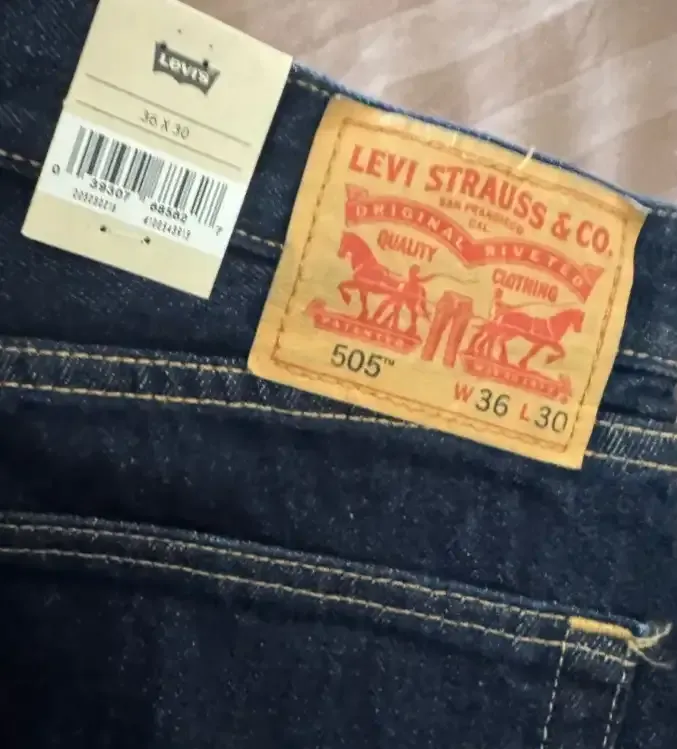 Levi's
36 X 30
0 39307 68562 7
LEVI STRAUSS & CO.
SAN FRANCISCO
CAL.
ORIGINAL RIVETED
QUALITY
CLOTHING
PATENTED
505™
W 36 L 30